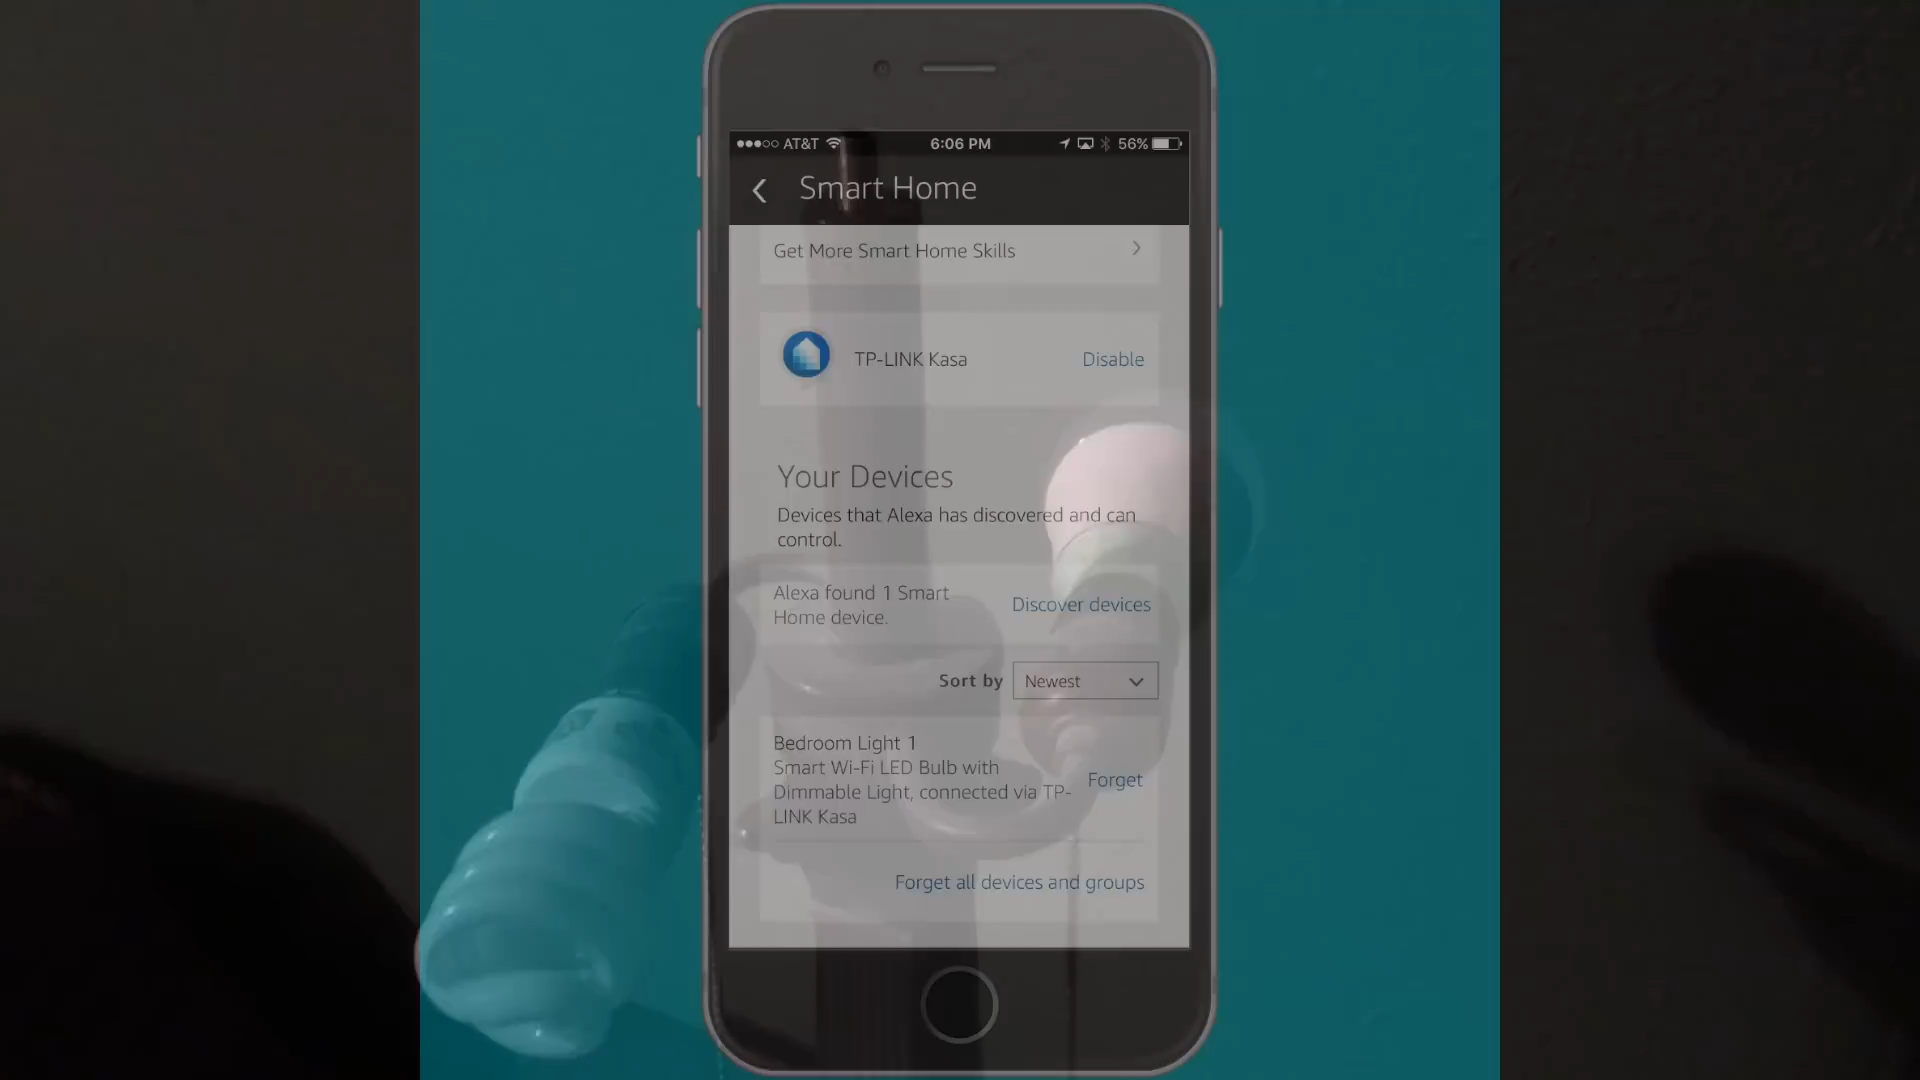 AT&T 6:06 PM 56%
Smart Home
Get More Smart Home Skills
TP-LINK Kasa Disable
Your Devices
Devices that Alexa has discovered and can
control.
Alexa found 1 Smart
Home device.
Discover devices
Sort by Newest
Bedroom Light 1
Smart Wi-Fi LED Bulb with
Dimmable Light, connected via TP-
LINK Kasa
Forget
Forget all devices and groups